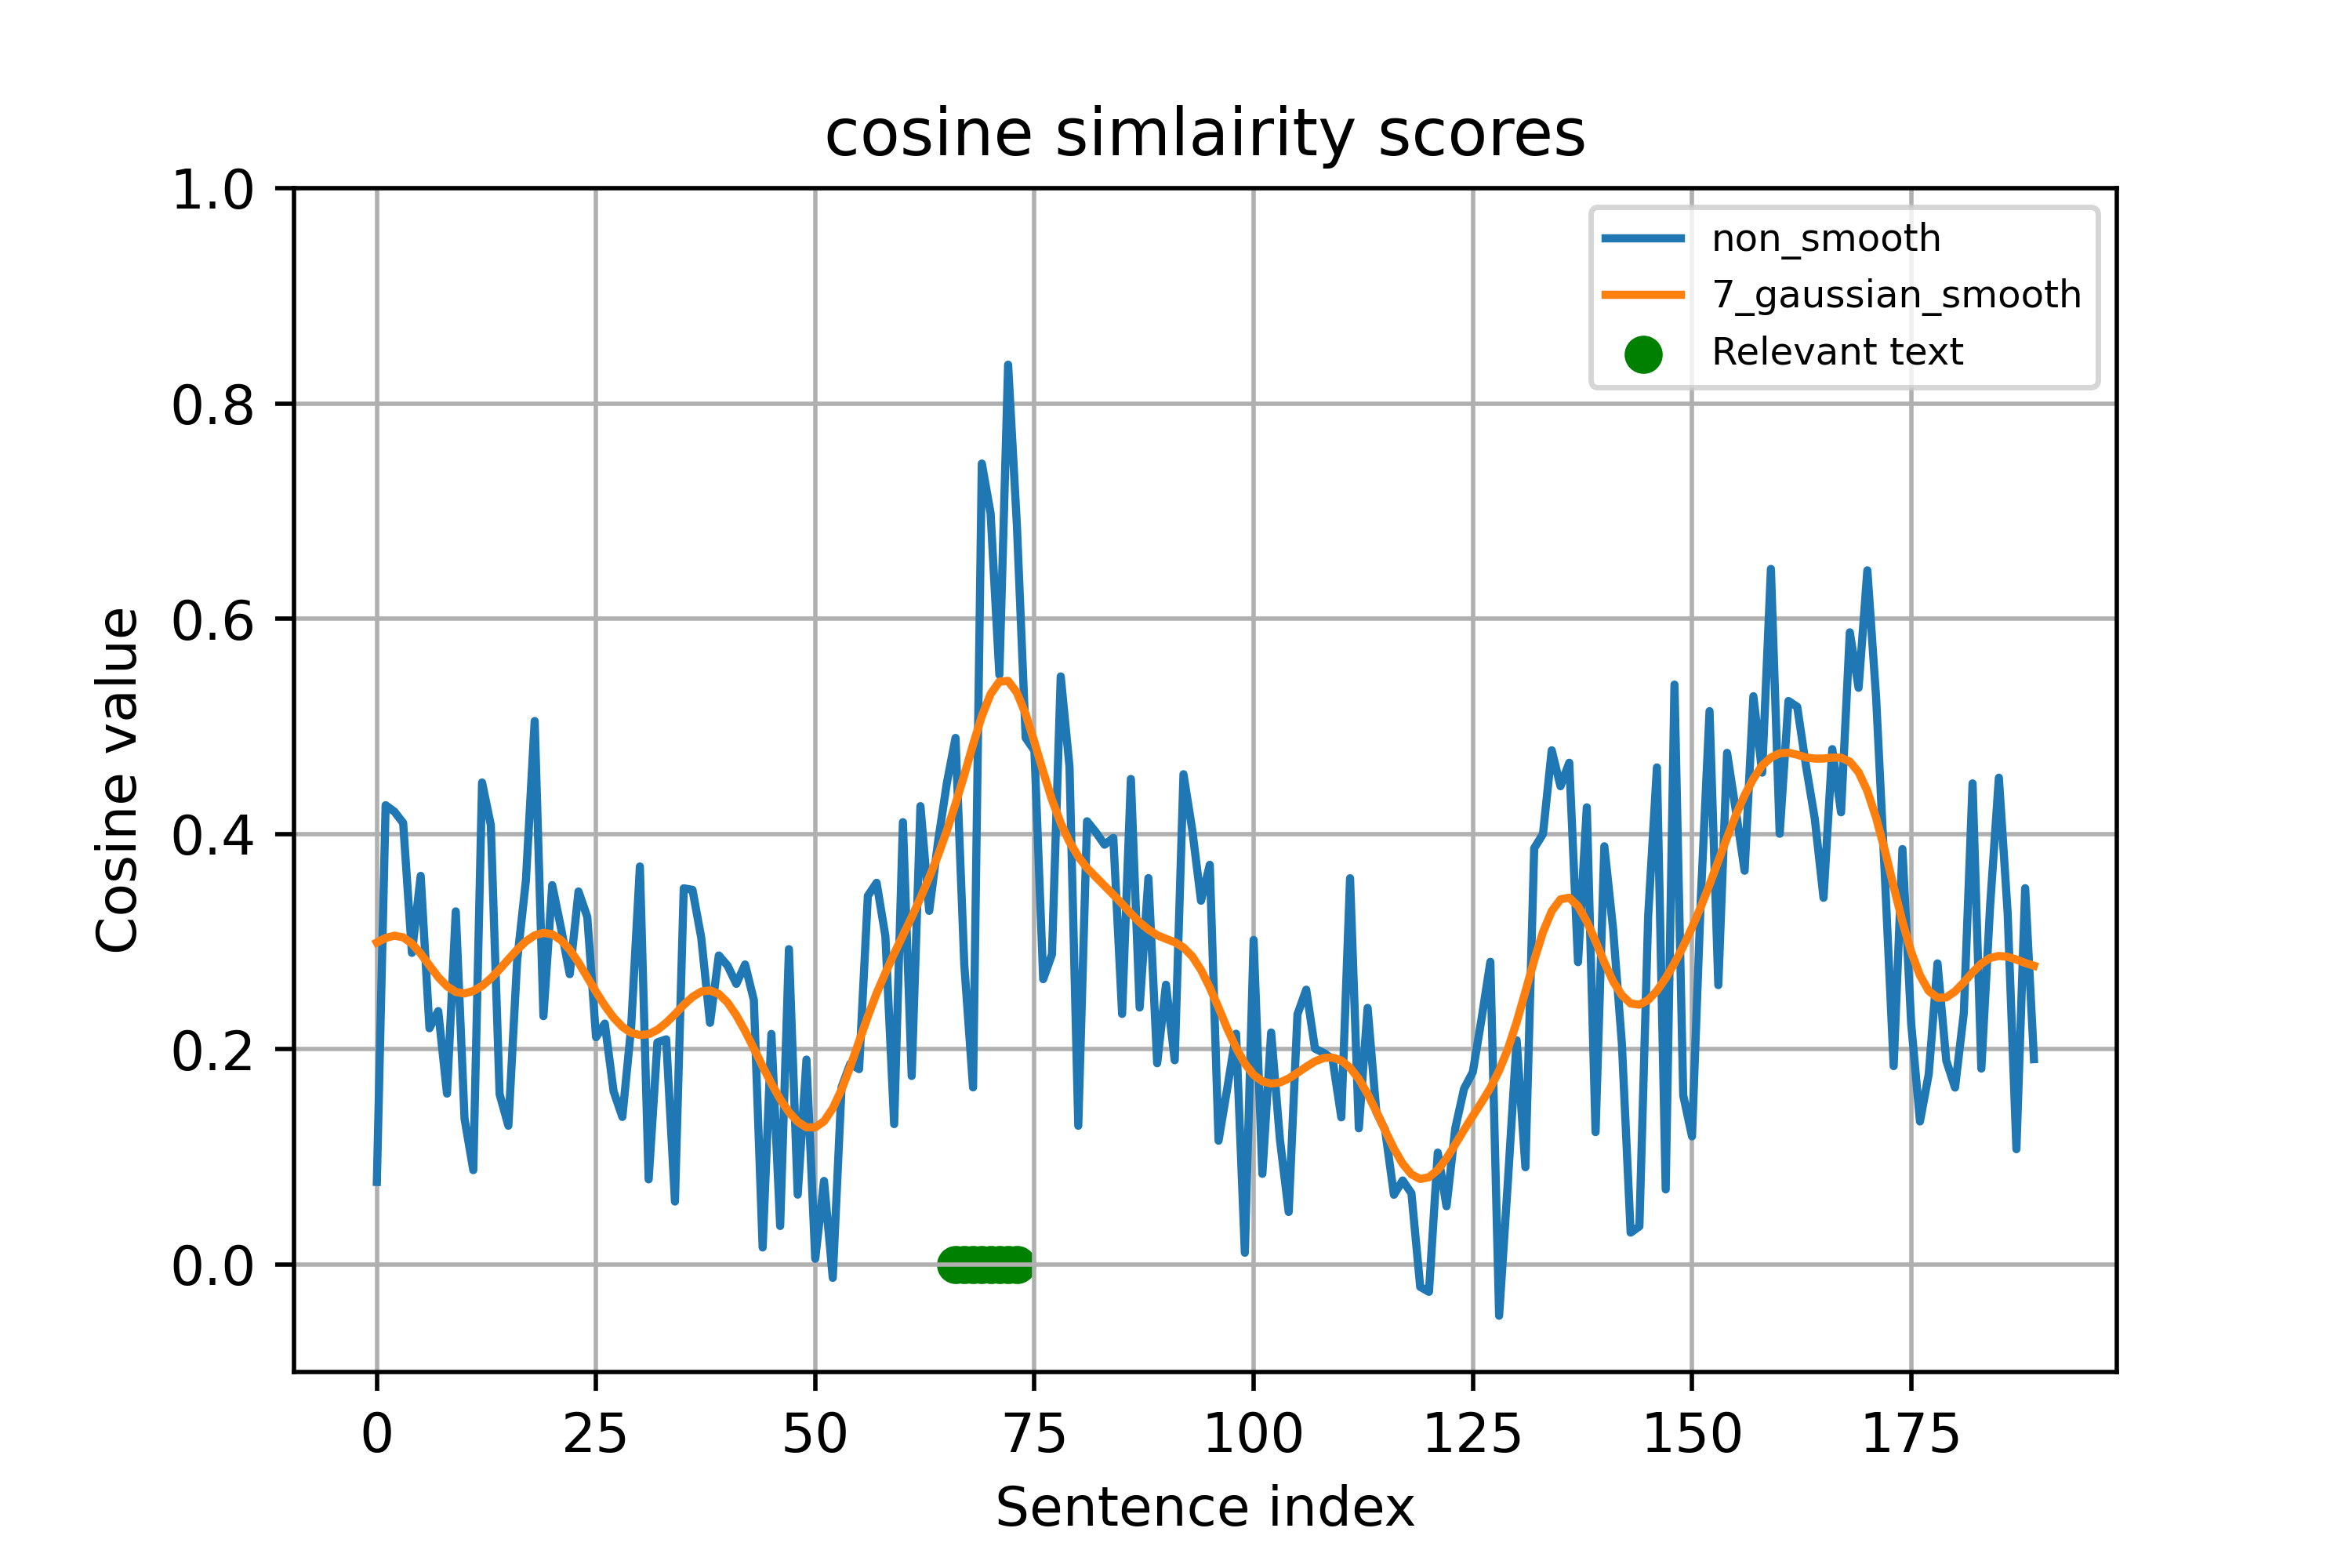 cosine simlairity scores
1.0
0.8
0.6
0.4
0.2
0.0
Cosine value
non_smooth
7_gaussian_smooth
Relevant text
0 25 50 75 100 125 150 175
Sentence index